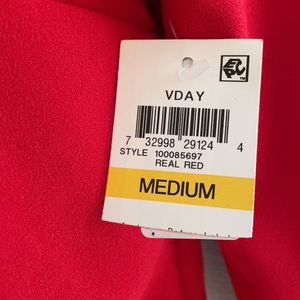 VDAY
7 32998 29124 4
STYLE 100085697
REAL RED
MEDIUM